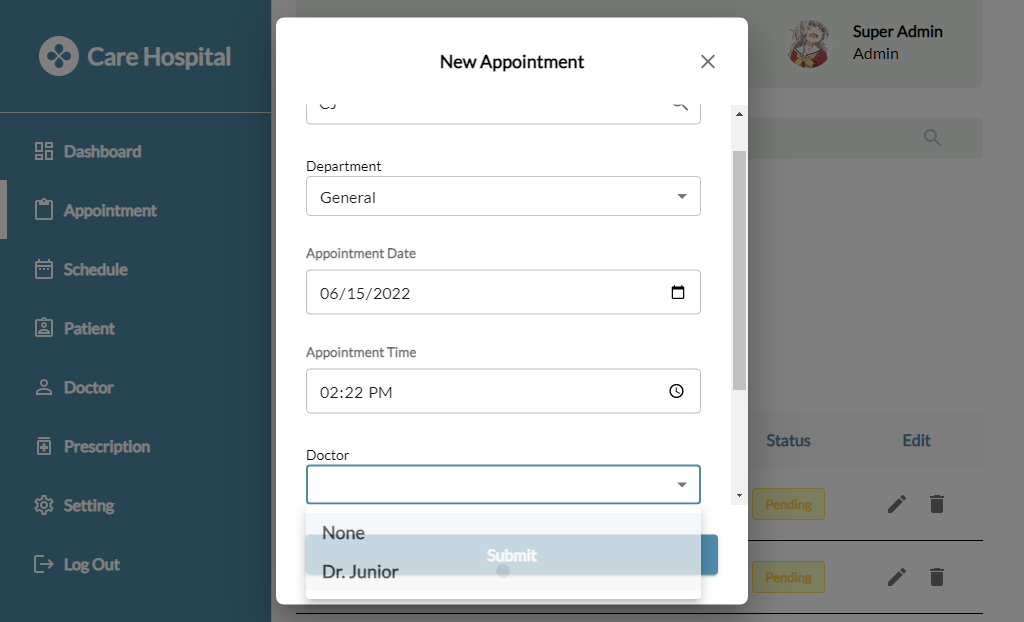 Care Hospital
Dashboard
Appointment
Schedule
Patient
Doctor
Prescription
Setting
Log Out
Super Admin
Admin
New Appointment
Department
General
Appointment Date
06/15/2022
Appointment Time
02:22 PM
Doctor
None
Submit
Dr. Junior
Status
Edit
Pending
Pending